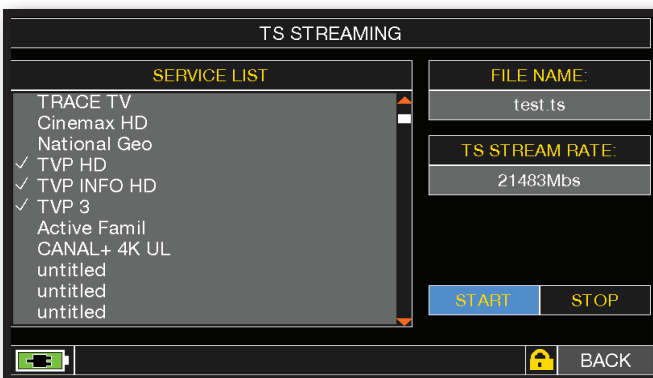 TS STREAMING
SERVICE LIST
TRACE TV
Cinemax HD
National Geo
✓ TVP HD
✓ TVP INFO HD
✓ TVP 3
Active Famil
CANAL+ 4K UL
untitled
untitled
untitled
FILE NAME:
test.ts
TS STREAM RATE:
21483Mbs
START
STOP
BACK